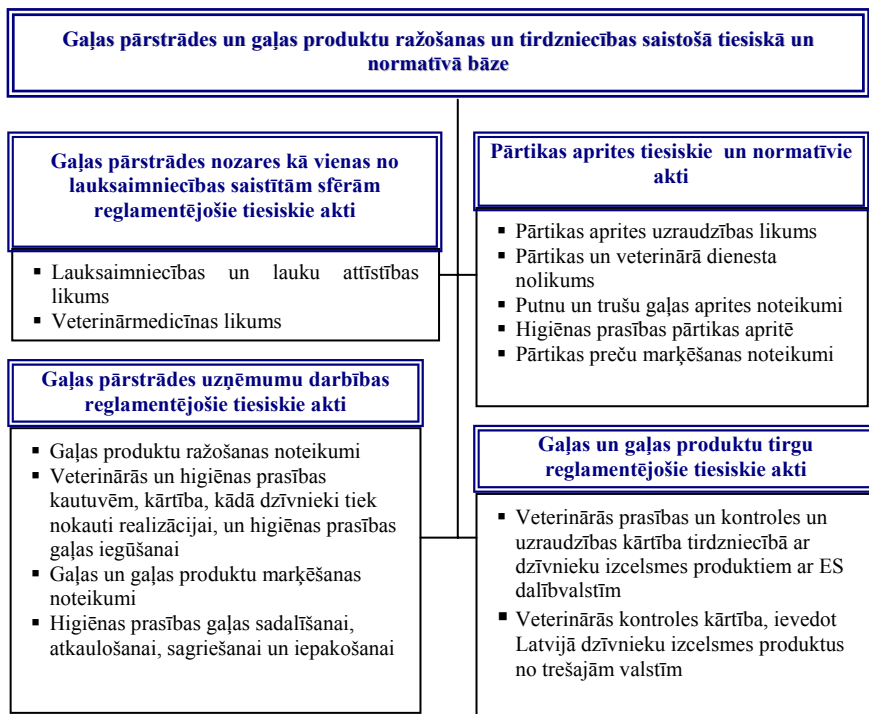 Gaļas pārstrādes un gaļas produktu ražošanas un tirdzniecības saistošā tiesiskā un
normatīvā bāze
Gaļas pārstrādes nozares kā vienas no
lauksaimniecības saistītām sfērām
reglamentējošie tiesiskie akti
▪ Lauksaimniecības un lauku attīstības
likums
▪ Veterinārmedicīnas likums
Pārtikas aprites tiesiskie un normatīvie
akti
▪ Pārtikas aprites uzraudzības likums
▪ Pārtikas un veterinārā dienesta
nolikums
▪ Putnu un trušu gaļas aprites noteikumi
▪ Higiēnas prasības pārtikas apritē
▪ Pārtikas preču marķēšanas noteikumi
Gaļas pārstrādes uzņēmumu darbības
reglamentējošie tiesiskie akti
▪ Gaļas produktu ražošanas noteikumi
▪ Veterinārās un higiēnas prasības
kautuvēm, kārtība, kādā dzīvnieki tiek
nokauti realizācijai, un higiēnas prasības
gaļas iegūšanai
▪ Gaļas un gaļas produktu marķēšanas
noteikumi
▪ Higiēnas prasības gaļas sadalīšanai,
atkaulošanai, sagriešanai un iepakošanai
Gaļas un gaļas produktu tirgu
reglamentējošie tiesiskie akti
▪ Veterinārās prasības un kontroles un
uzraudzības kārtība tirdzniecībā ar
dzīvnieku izcelsmes produktiem ar ES
dalībvalstīm
▪ Veterinārās kontroles kārtība, ievedot
Latvijā dzīvnieku izcelsmes produktus
no trešajām valstīm